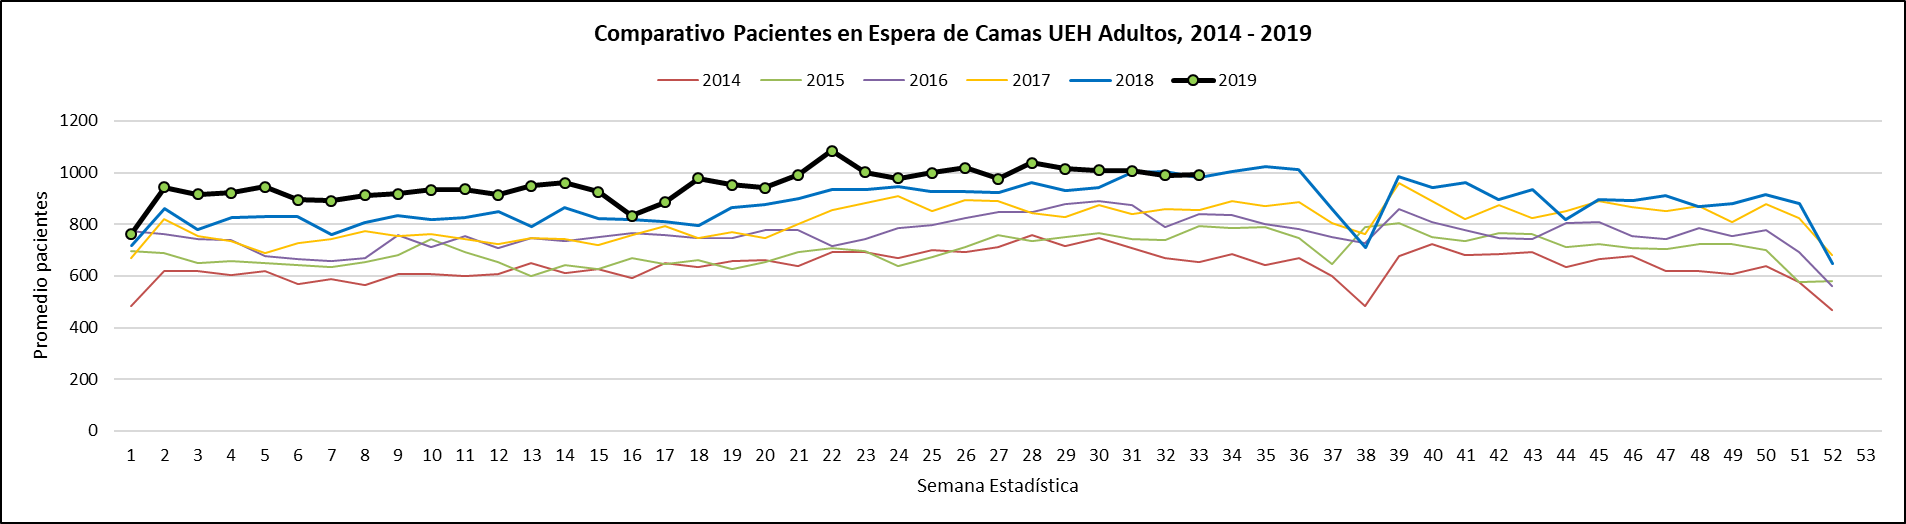 Comparativo Pacientes en Espera de Camas UEH Adultos, 2014 - 2019
2014 2015 2016 2017 2018 2019
Promedio pacientes
1200
1000
800
600
400
200
0
1 2 3 4 5 6 7 8 9 10 11 12 13 14 15 16 17 18 19 20 21 22 23 24 25 26 27 28 29 30 31 32 33 34 35 36 37 38 39 40 41 42 43 44 45 46 47 48 49 50 51 52 53
Semana Estadística